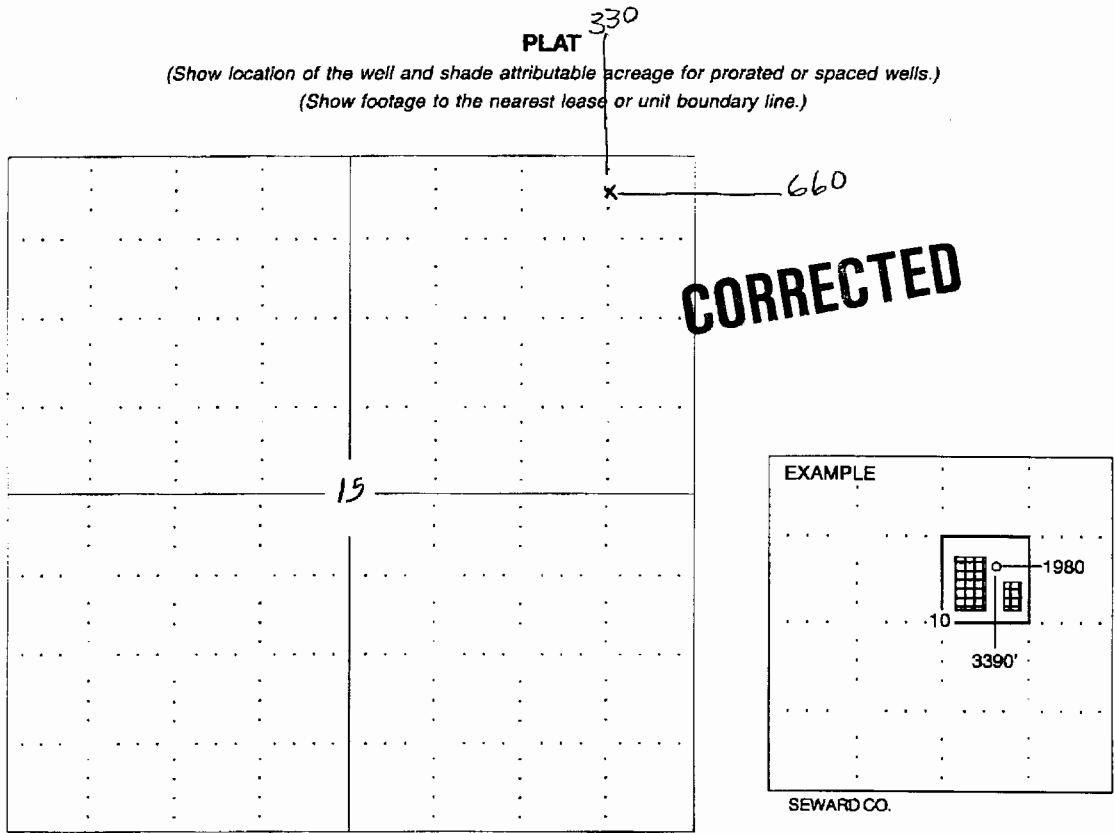 330
PLAT
(Show location of the well and shade attributable acreage for prorated or spaced wells.)
(Show footage to the nearest lease or unit boundary line.)
660
CORRECTED
15
EXAMPLE
1980
10
3390'
SEWARD CO.